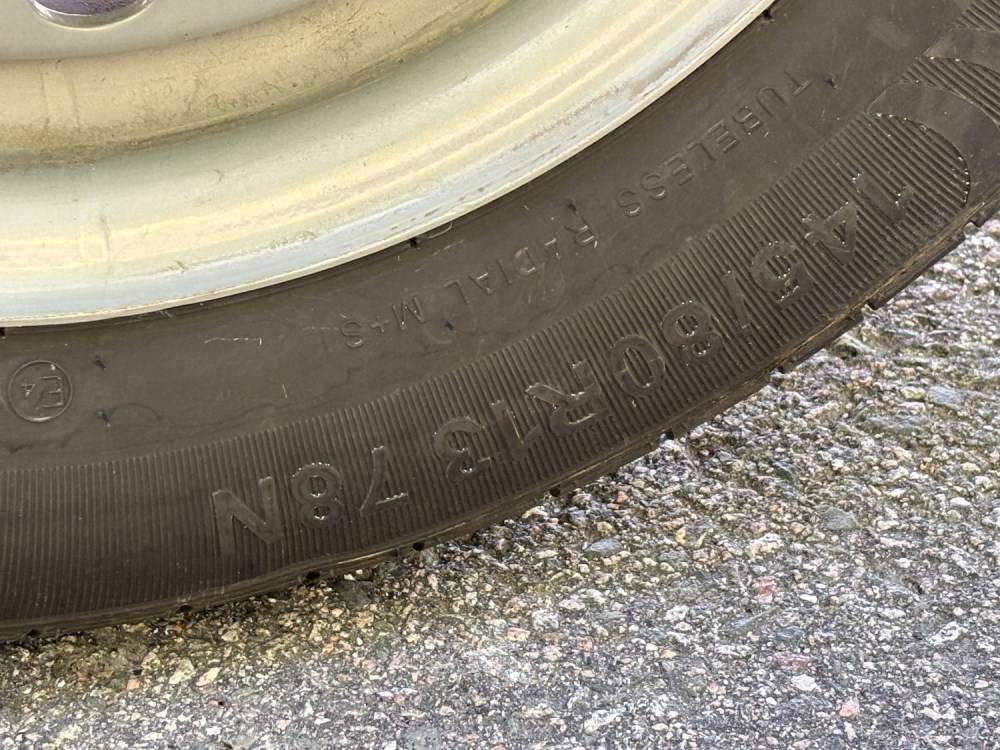 TUBELESS RADIAL M+S
145/80R13 78N
E4